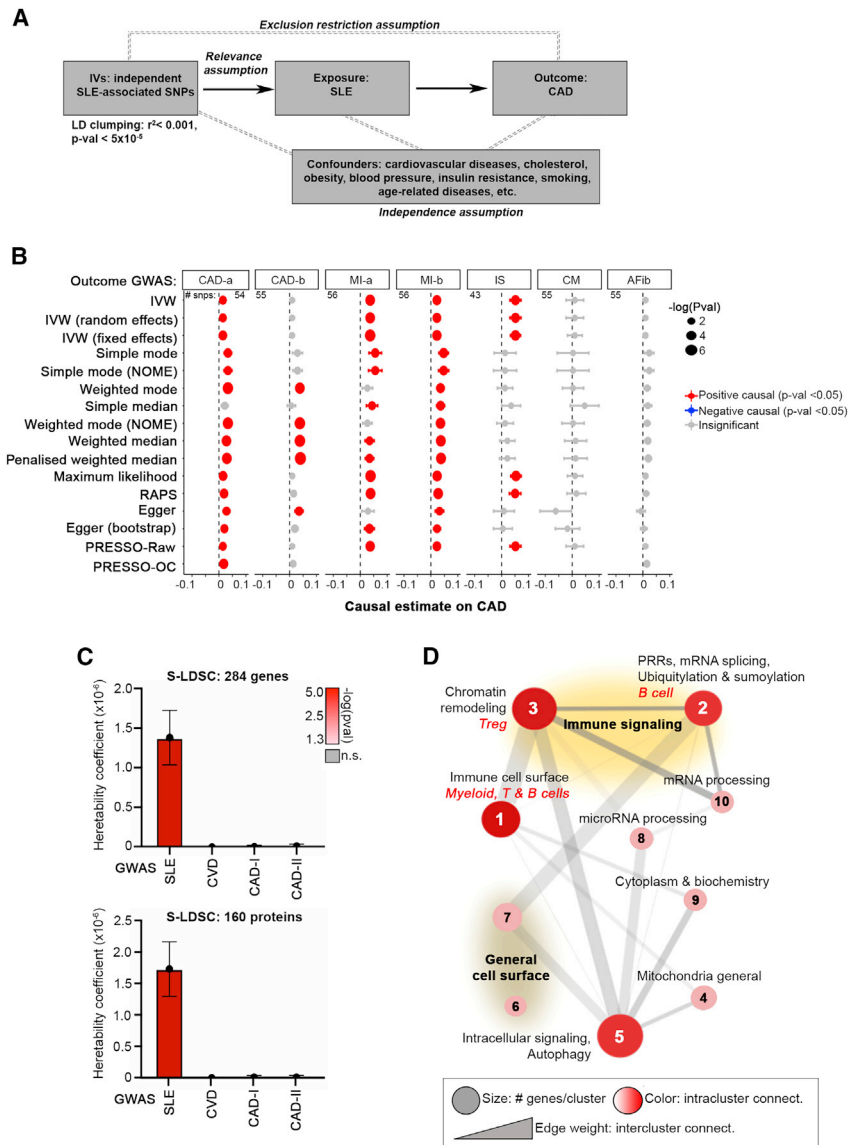 A
Exclusion restriction assumption
Relevance
assumption
IVs: independent
SLE-associated SNPs
Exposure:
SLE
Outcome:
CAD
LD clumping: r²< 0.001,
p-val < 5x10⁻⁵
Confounders: cardiovascular diseases, cholesterol,
obesity, blood pressure, insulin resistance, smoking,
age-related diseases, etc.
Independence assumption
B
Outcome GWAS: CAD-a CAD-b MI-a MI-b IS CM AFib
# snps: 54 55 56 56 43 55 55
IVW
IVW (random effects)
IVW (fixed effects)
Simple mode
Simple mode (NOME)
Weighted mode
Simple median
Weighted mode (NOME)
Weighted median
Penalised weighted median
Maximum likelihood
RAPS
Egger
Egger (bootstrap)
PRESSO-Raw
PRESSO-OC
-0.1 0 0.1 -0.1 0 0.1 -0.1 0 0.1 -0.1 0 0.1 -0.1 0 0.1 -0.1 0 0.1 -0.1 0 0.1
Causal estimate on CAD
-log(Pval)
2
4
6
Positive causal (p-val <0.05)
Negative causal (p-val <0.05)
Insignificant
C
S-LDSC: 284 genes
Heretability coefficient (x10⁻⁶)
2.0
1.5
1.0
0.5
0
GWAS SLE CVD CAD-I CAD-II
5.0
2.5
1.3
-log(pval)
n.s.
S-LDSC: 160 proteins
Heretability coefficient (x10⁻⁶)
2.5
2.0
1.5
1.0
0.5
0
GWAS SLE CVD CAD-I CAD-II
D
PRRs, mRNA splicing,
Ubiquitylation & sumoylation
B cell
Chromatin
remodeling
Treg
3
2
Immune signaling
Immune cell surface
Myeloid, T & B cells
1
mRNA processing
10
microRNA processing
8
Cytoplasm & biochemistry
9
7
General
cell surface
6
Mitochondria general
4
Intracellular signaling,
Autophagy
5
Size: # genes/cluster
Color: intracluster connect.
Edge weight: intercluster connect.